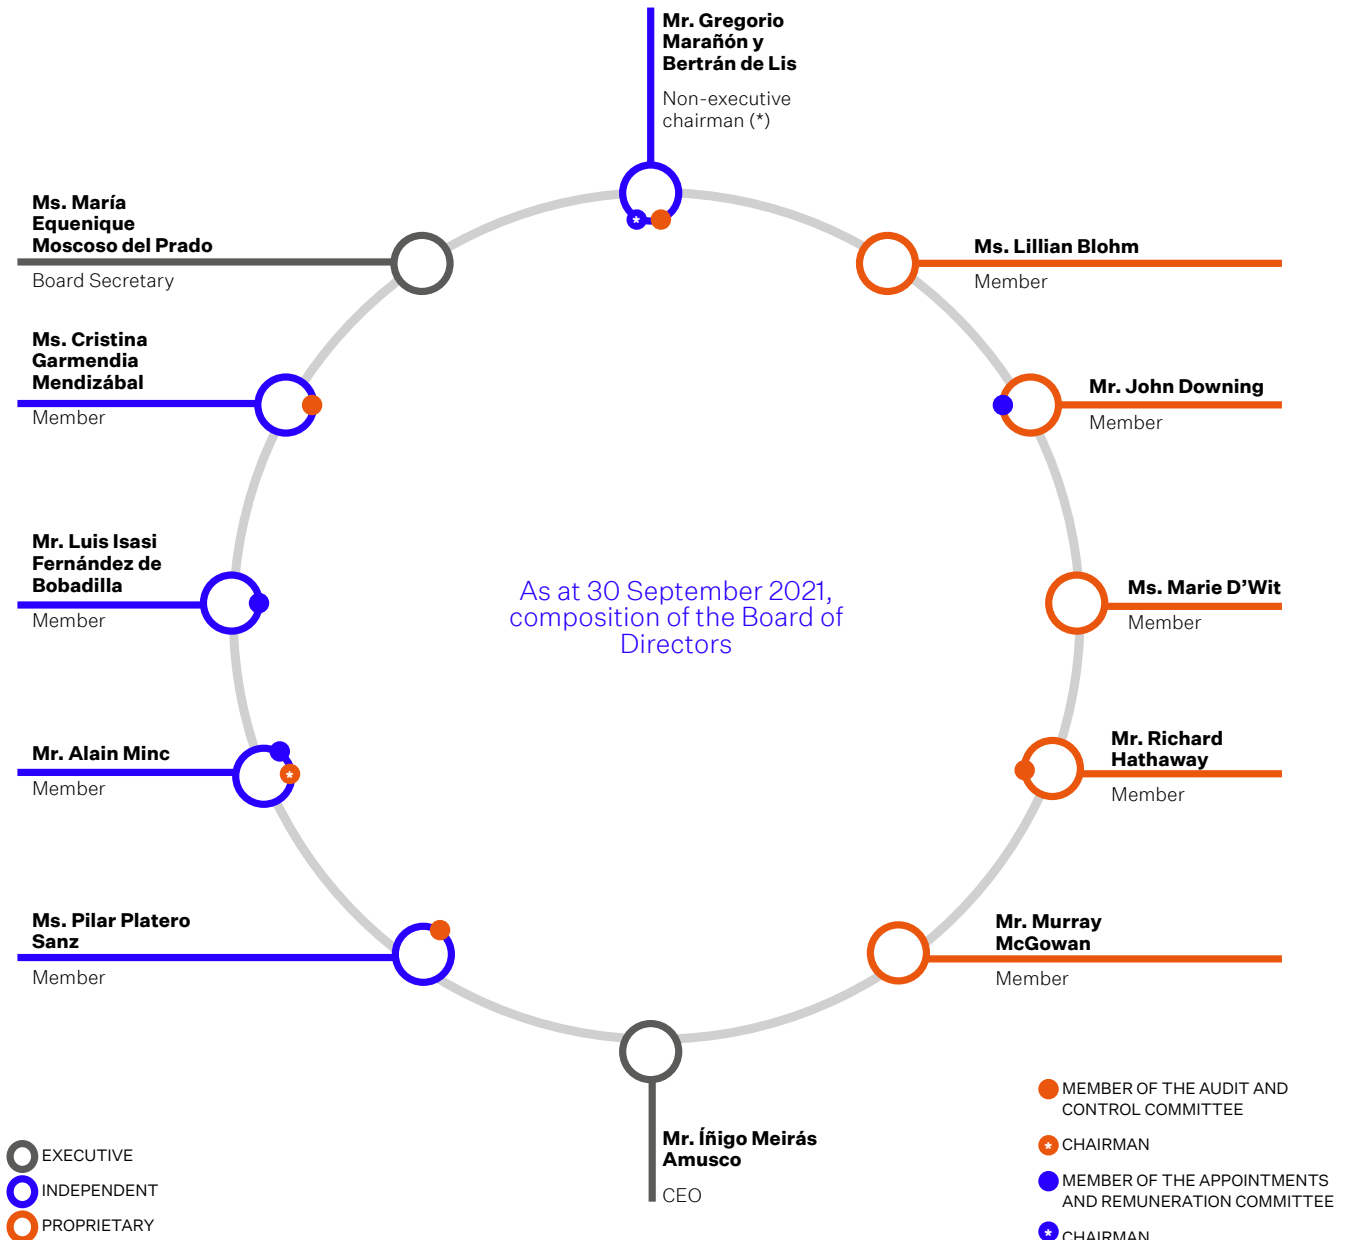 Mr. Gregorio
Marañón y
Bertrán de Lis
Non-executive
chairman (*)
Ms. María
Equenique
Moscoso del Prado
Board Secretary
Ms. Lillian Blohm
Member
Ms. Cristina
Garmendia
Mendizábal
Member
Mr. John Downing
Member
Mr. Luis Isasi
Fernández de
Bobadilla
Member
As at 30 September 2021,
composition of the Board of
Directors
Ms. Marie D’Wit
Member
Mr. Alain Minc
Member
Mr. Richard
Hathaway
Member
Ms. Pilar Platero
Sanz
Member
Mr. Murray
McGowan
Member
Mr. Íñigo Meirás
Amusco
CEO
EXECUTIVE
INDEPENDENT
PROPRIETARY
MEMBER OF THE AUDIT AND
CONTROL COMMITTEE
* CHAIRMAN
MEMBER OF THE APPOINTMENTS
AND REMUNERATION COMMITTEE
* CHAIRMAN